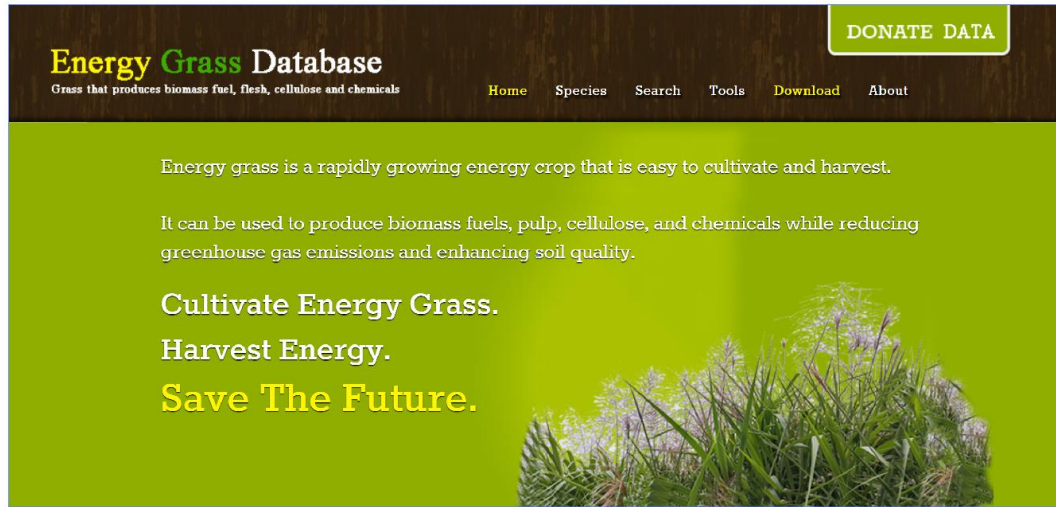 DONATE DATA
Energy Grass Database
Grass that produces biomass fuel, flesh, cellulose and chemicals
Home Species Search Tools Download About
Energy grass is a rapidly growing energy crop that is easy to cultivate and harvest.
It can be used to produce biomass fuels, pulp, cellulose, and chemicals while reducing
greenhouse gas emissions and enhancing soil quality.
Cultivate Energy Grass.
Harvest Energy.
Save The Future.